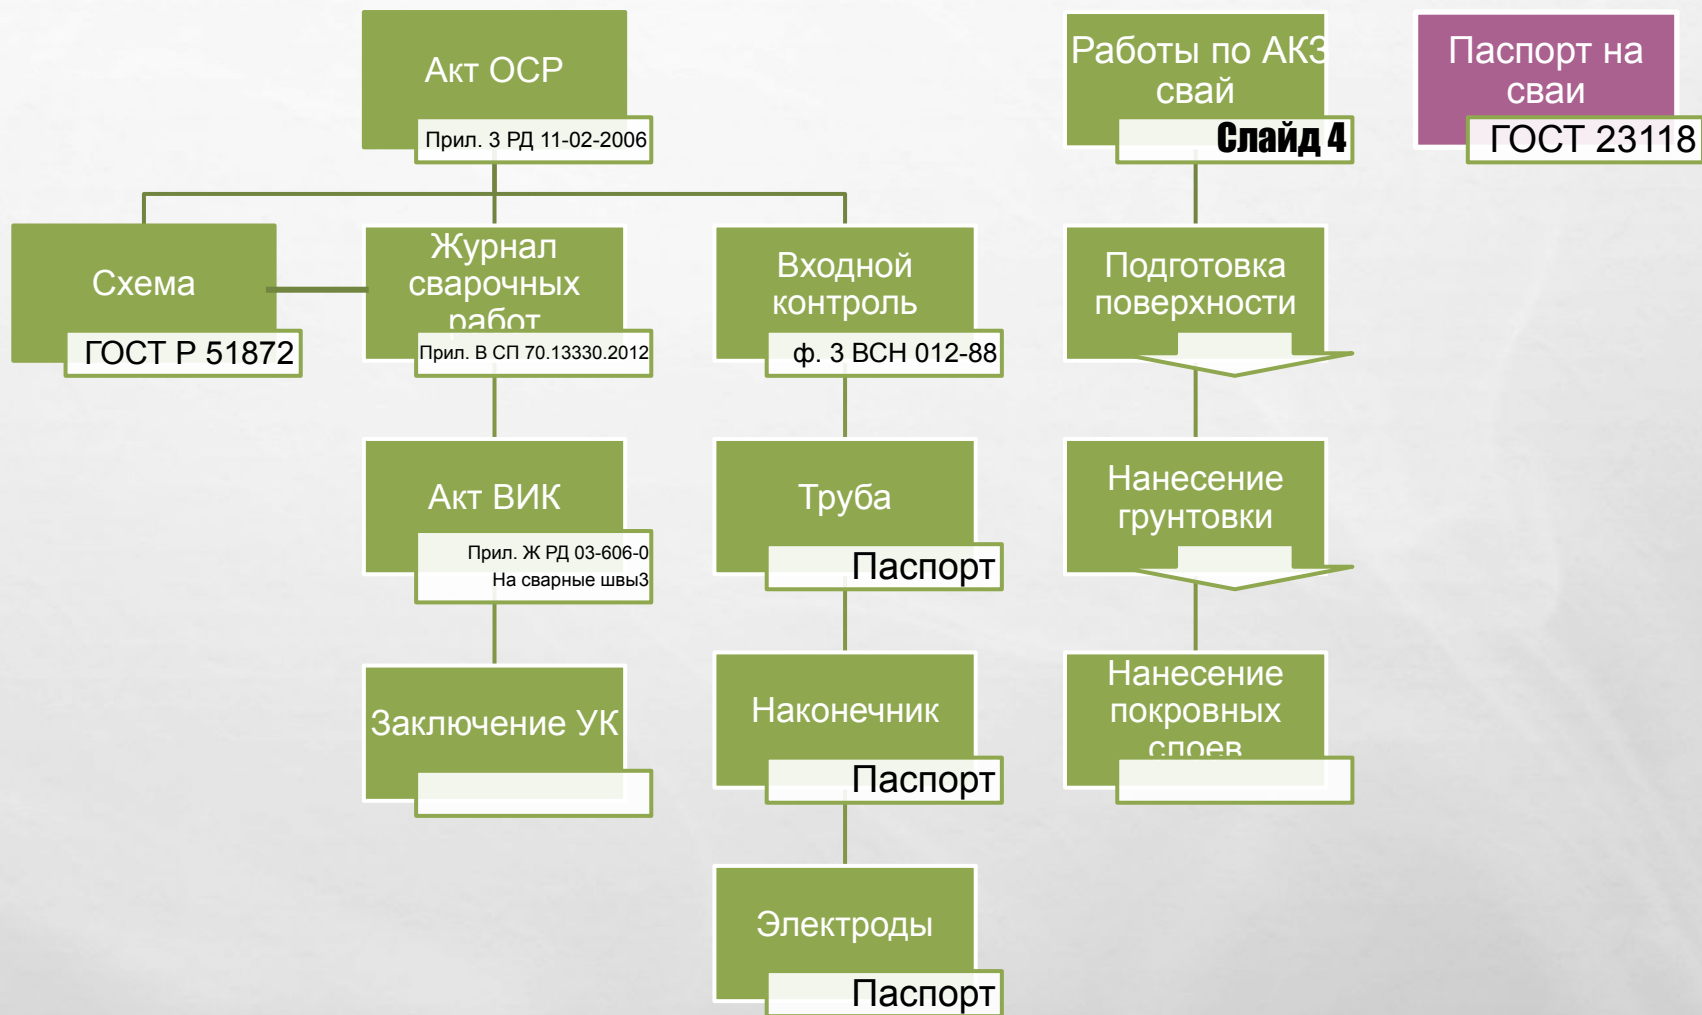 Акт ОСР
Прил. 3 РД 11-02-2006
Работы по АКЗ
свай
Слайд 4
Паспорт на
сваи
ГОСТ 23118
Схема
ГОСТ Р 51872
Журнал
сварочных
работ
Прил. В СП 70.13330.2012
Входной
контроль
ф. 3 ВСН 012-88
Подготовка
поверхности
Акт ВИК
Прил. Ж РД 03-606-0
На сварные швы3
Труба
Паспорт
Нанесение
грунтовки
Заключение УК
Наконечник
Паспорт
Нанесение
покровных
слоев
Электроды
Паспорт